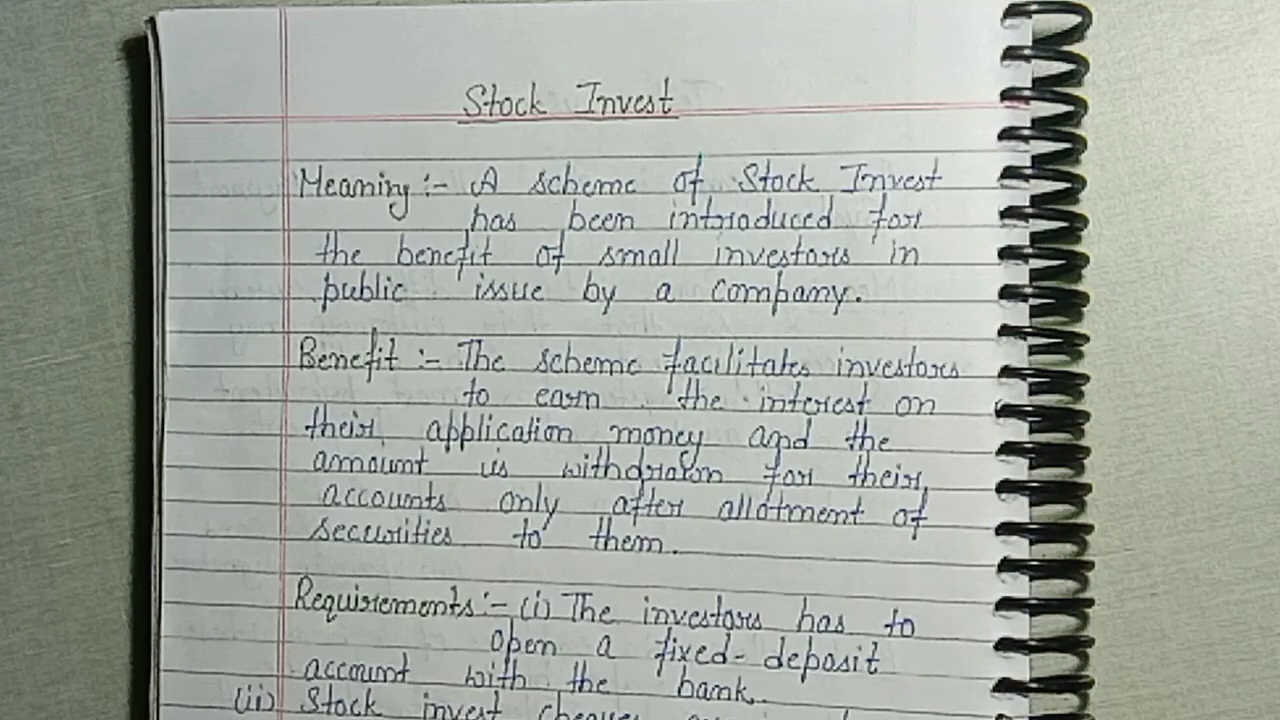 Stock Invest
Meaning :- A scheme of Stock Invest
has been introduced for
the benefit of small investors in
public issue by a company.
Benefit :- The scheme facilitates investors
to earn the interest on
their application money and the
amount is withdrawn for their
accounts only after allotment of
securities to them.
Requirements :- (i) The investors has to
open a fixed-deposit
account with the bank.
(ii) Stock invest cheques